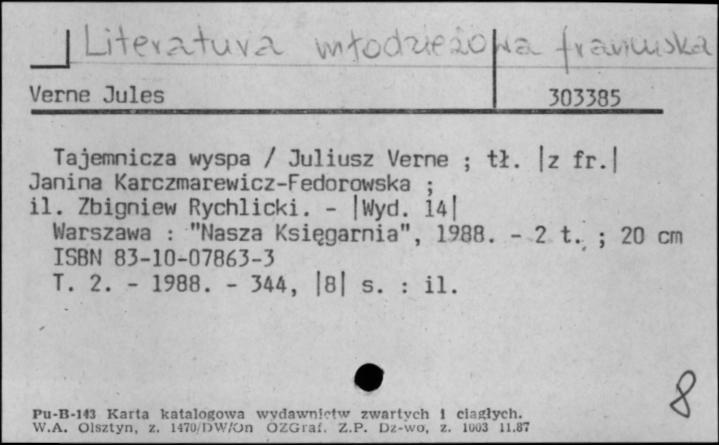 Literatura młodzieżowa francuska
Verne Jules 303385
Tajemnicza wyspa / Juliusz Verne ; tł. |z fr.|
Janina Karczmarewicz-Fedorowska ;
il. Zbigniew Rychlicki. - |Wyd. 14|
Warszawa : "Nasza Księgarnia", 1988. - 2 t. ; 20 cm
ISBN 83-10-07863-3
T. 2. - 1988. - 344, |8| s. : il.
8
Pu-B-143 Karta katalogowa wydawnictw zwartych i ciągłych.
W.A. Olsztyn, z. 1470/DW/On OZGraf. Z.P. Dz-wo, z. 1003 11.87